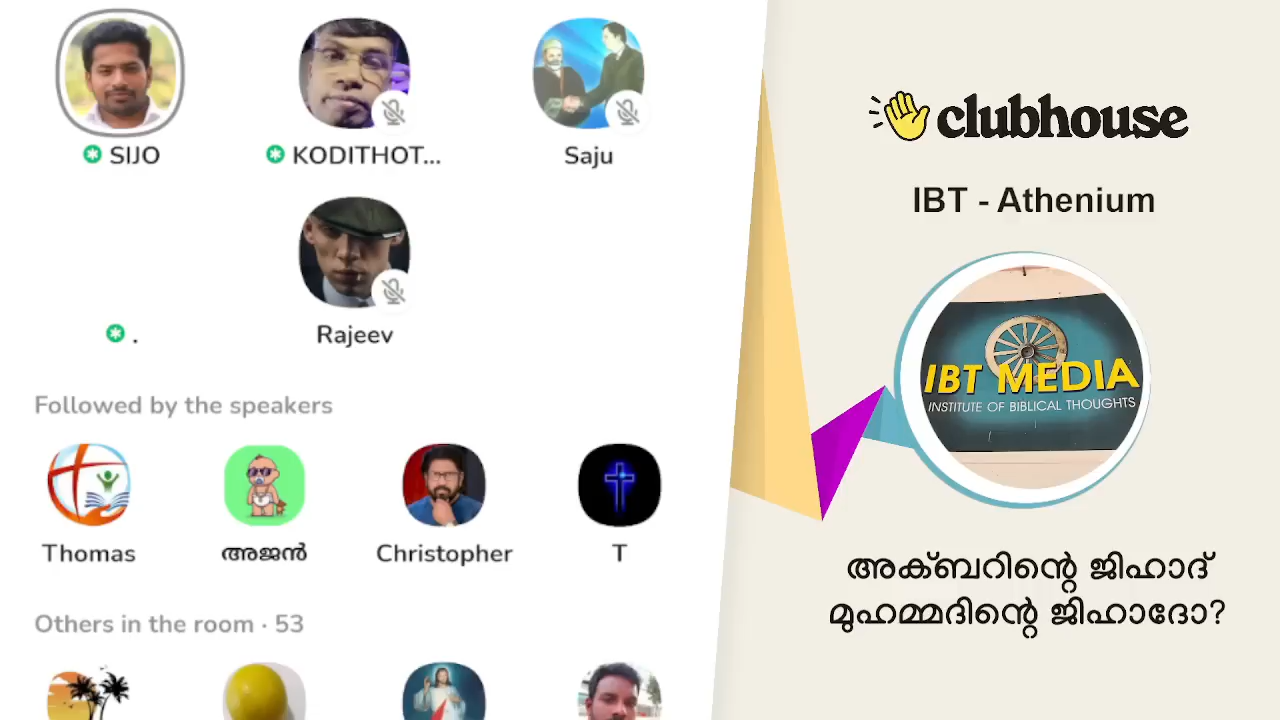 SIJO
KODITHOT...
Saju
.
Rajeev
Followed by the speakers
Thomas
അജൻ
Christopher
T
Others in the room · 53
clubhouse
IBT - Athenium
IBT MEDIA
INSTITUTE OF BIBLICAL THOUGHTS
അക്ബറിന്റെ ജിഹാദ്
മുഹമ്മദിന്റെ ജിഹാദോ?